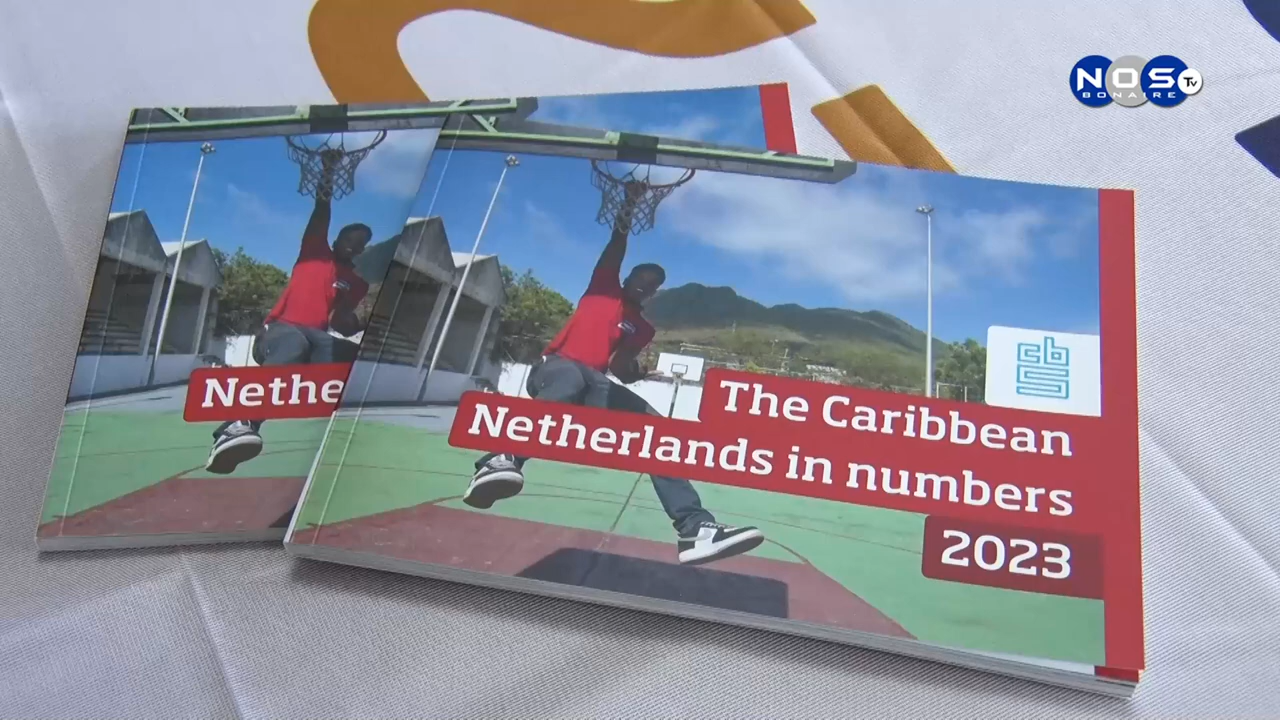 NOS TV
BONAIRE
Nethe
The Caribbean
Netherlands in numbers
2023
cbs